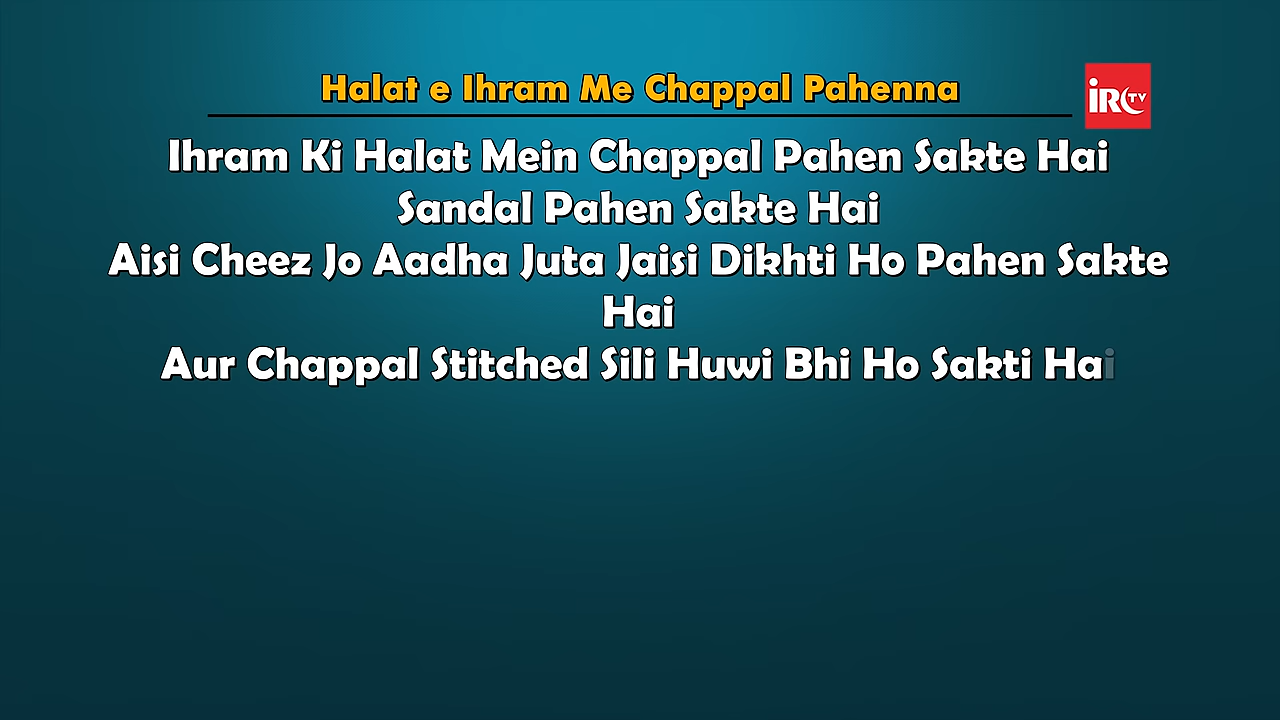 Halat e Ihram Me Chappal Pahenna
iRC TV
Ihram Ki Halat Mein Chappal Pahen Sakte Hai
Sandal Pahen Sakte Hai
Aisi Cheez Jo Aadha Juta Jaisi Dikhti Ho Pahen Sakte
Hai
Aur Chappal Stitched Sili Huwi Bhi Ho Sakti Hai